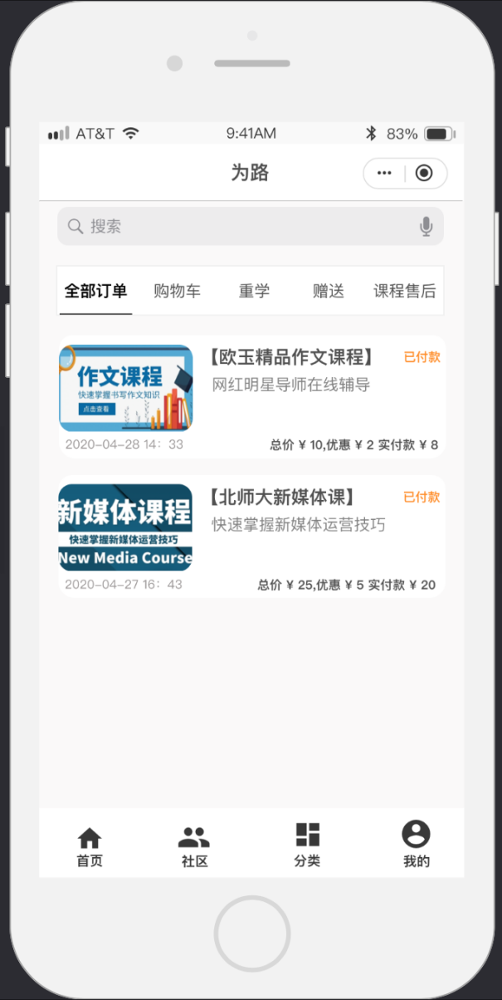 AT&T 9:41AM 83%
为路
搜索
全部订单 购物车 重学 赠送 课程售后
作文课程
快速掌握书写作文知识
点击查看
【欧玉精品作文课程】 已付款
网红明星导师在线辅导
2020-04-28 14：33 总价 ¥ 10,优惠 ¥ 2 实付款 ¥ 8
新媒体课程
快速掌握新媒体运营技巧
New Media Course
【北师大新媒体课】 已付款
快速掌握新媒体运营技巧
2020-04-27 16：43 总价 ¥ 25,优惠 ¥ 5 实付款 ¥ 20
首页 社区 分类 我的